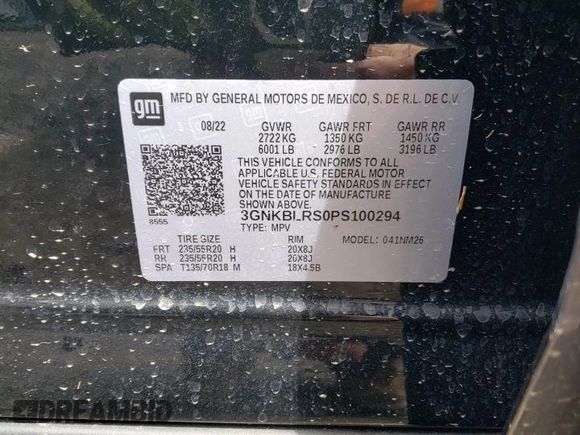 gm MFD BY GENERAL MOTORS DE MEXICO, S. DE R.L. DE C.V.
08/22 GVWR GAWR FRT GAWR RR
2722 KG 1350 KG 1450 KG
6001 LB 2976 LB 3196 LB
THIS VEHICLE CONFORMS TO ALL
APPLICABLE U.S. FEDERAL MOTOR
VEHICLE SAFETY STANDARDS IN EFFECT
ON THE DATE OF MANUFACTURE
SHOWN ABOVE.
3GNKBLRS0PS100294
8555 TYPE: MPV
TIRE SIZE RIM MODEL: 041NM26
FRT 235/55R20 H 20X8J
RR 235/55R20 H 20X8J
SPA T135/70R18 M 18X4.5B
DREAMBID